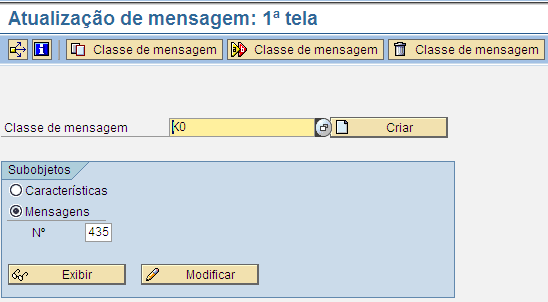 Atualização de mensagem: 1ª tela
Classe de mensagem Classe de mensagem Classe de mensagem
Classe de mensagem K0 Criar
Subobjetos
Características
Mensagens
Nº 435
Exibir Modificar